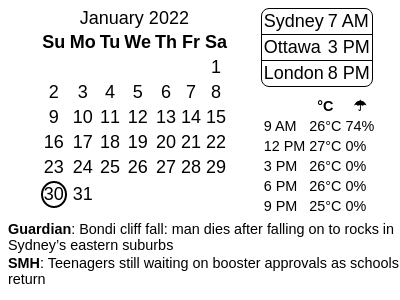 January 2022
Su Mo Tu We Th Fr Sa
1
2 3 4 5 6 7 8
9 10 11 12 13 14 15
16 17 18 19 20 21 22
23 24 25 26 27 28 29
30 31
Sydney 7 AM
Ottawa 3 PM
London 8 PM
°C ☂
9 AM 26°C 74%
12 PM 27°C 0%
3 PM 26°C 0%
6 PM 26°C 0%
9 PM 25°C 0%
Guardian: Bondi cliff fall: man dies after falling on to rocks in
Sydney’s eastern suburbs
SMH: Teenagers still waiting on booster approvals as schools
return